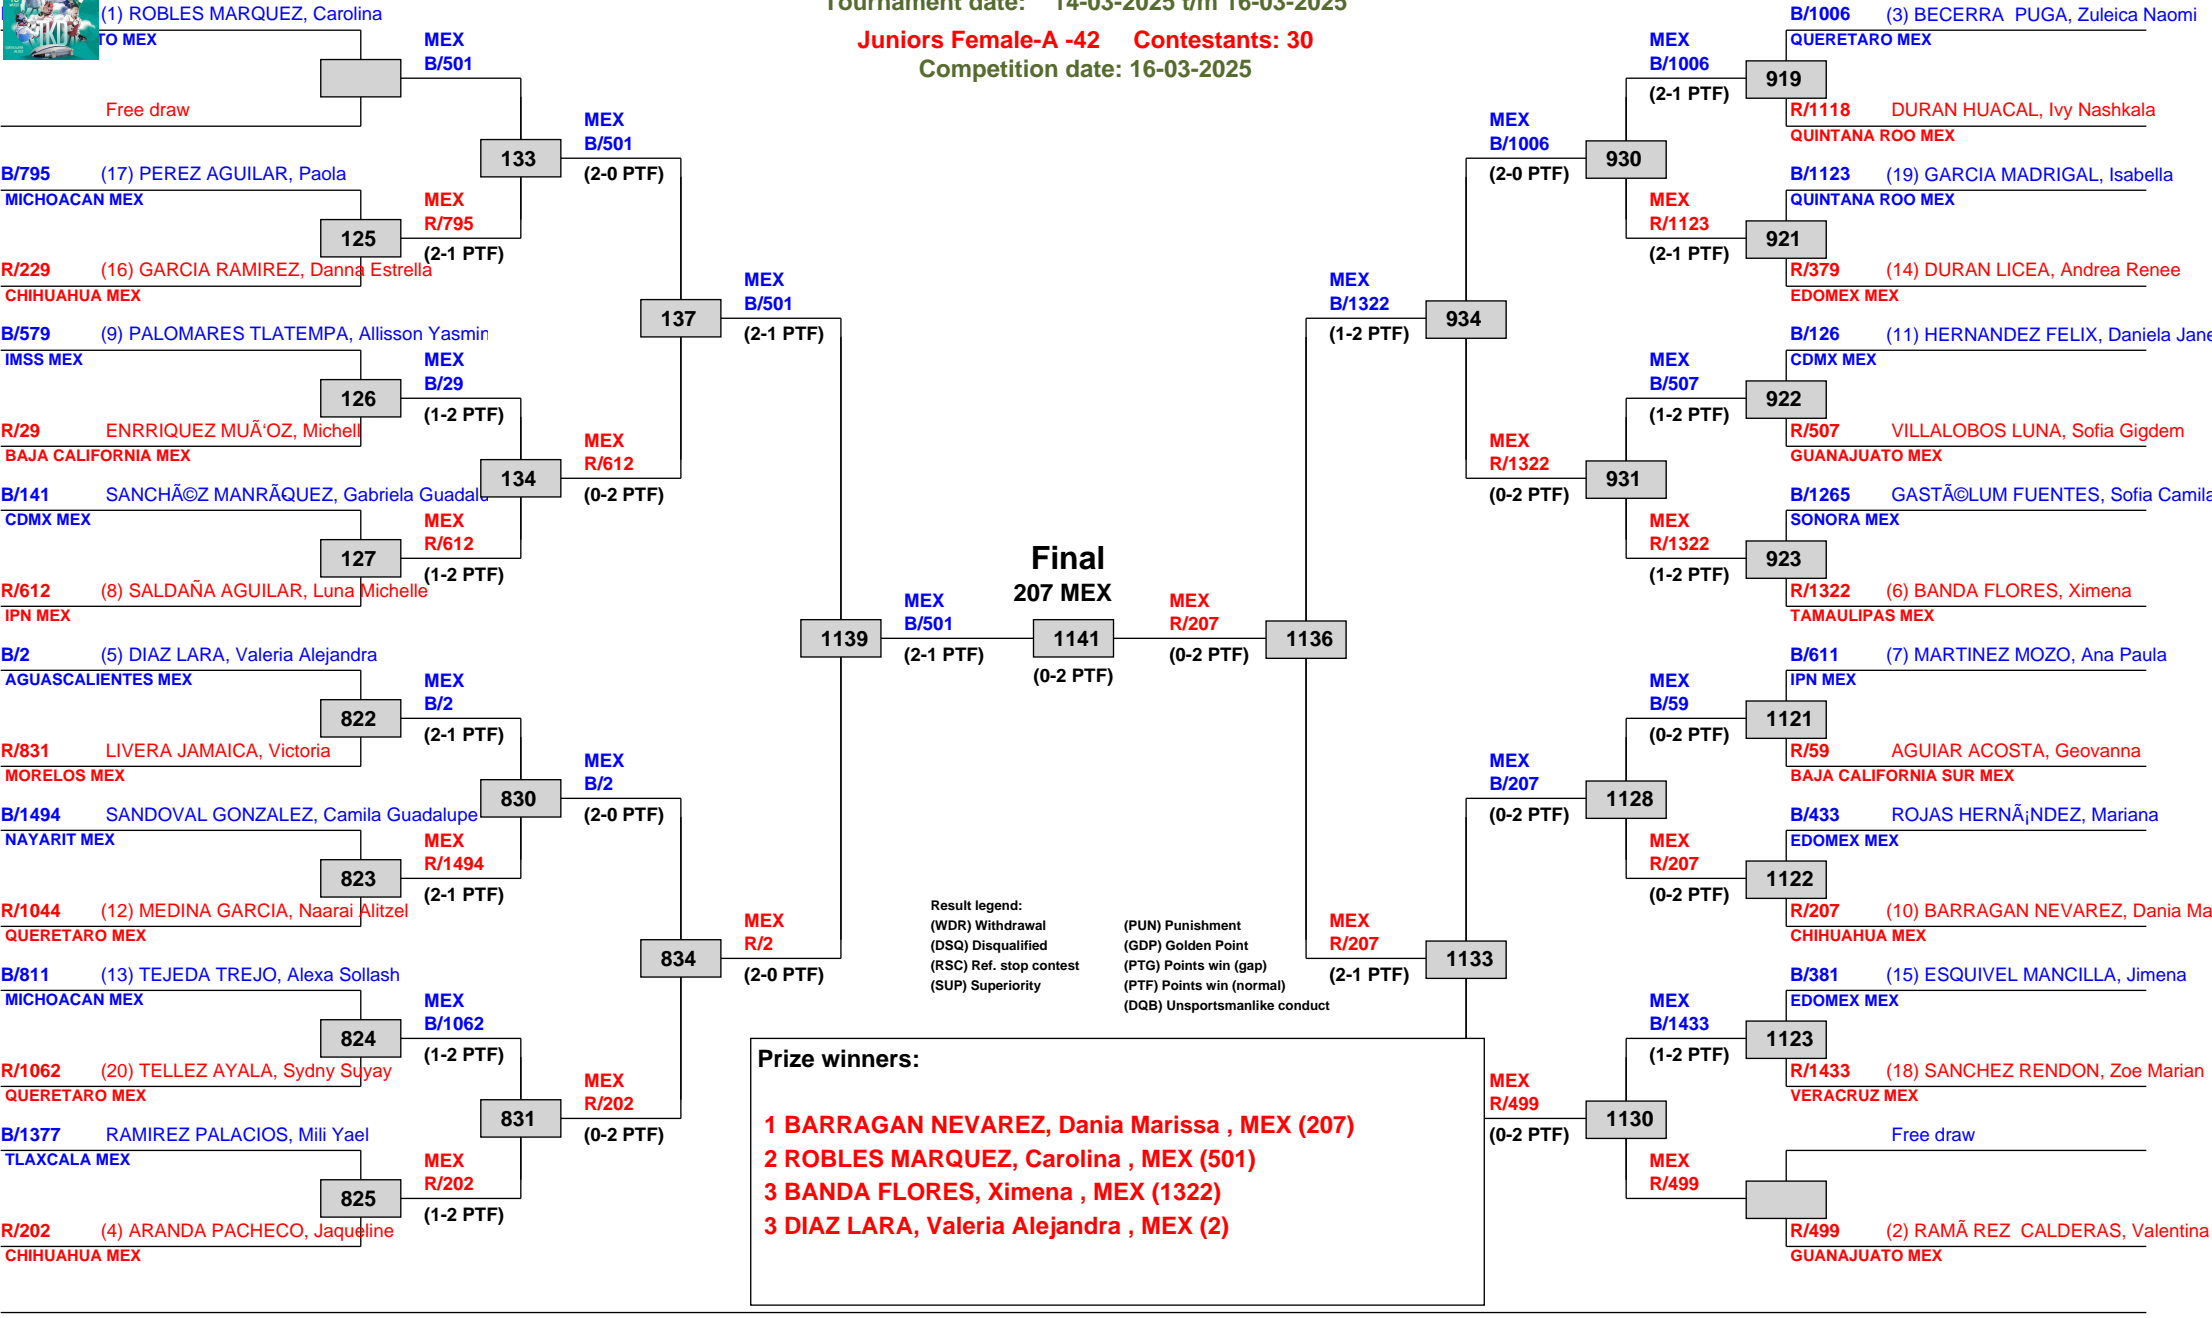 Tournament date: 14-03-2025 t/m 16-03-2025
Juniors Female-A -42 Contestants: 30
Competition date: 16-03-2025
TKD
(1) ROBLES MARQUEZ, Carolina
TO MEX
Free draw
MEX
B/501
B/795 (17) PEREZ AGUILAR, Paola
MICHOACAN MEX
125
MEX
R/795
(2-1 PTF)
R/229 (16) GARCIA RAMIREZ, Danna Estrella
CHIHUAHUA MEX
133
MEX
B/501
(2-0 PTF)
B/579 (9) PALOMARES TLATEMPA, Allisson Yasmin
IMSS MEX
126
MEX
B/29
(1-2 PTF)
R/29 ENRRIQUEZ MUÃ‘OZ, Michell
BAJA CALIFORNIA MEX
134
MEX
R/612
(0-2 PTF)
B/141 SANCHÃ©Z MANRÃQUEZ, Gabriela Guadalu
CDMX MEX
127
MEX
R/612
(1-2 PTF)
R/612 (8) SALDAÑA AGUILAR, Luna Michelle
IPN MEX
137
MEX
B/501
(2-1 PTF)
B/2 (5) DIAZ LARA, Valeria Alejandra
AGUASCALIENTES MEX
822
MEX
B/2
(2-1 PTF)
R/831 LIVERA JAMAICA, Victoria
MORELOS MEX
830
MEX
B/2
(2-0 PTF)
B/1494 SANDOVAL GONZALEZ, Camila Guadalupe
NAYARIT MEX
823
MEX
R/1494
(2-1 PTF)
R/1044 (12) MEDINA GARCIA, Naarai Alitzel
QUERETARO MEX
834
MEX
R/2
(2-0 PTF)
B/811 (13) TEJEDA TREJO, Alexa Sollash
MICHOACAN MEX
824
MEX
B/1062
(1-2 PTF)
R/1062 (20) TELLEZ AYALA, Sydny Suyay
QUERETARO MEX
831
MEX
R/202
(0-2 PTF)
B/1377 RAMIREZ PALACIOS, Mili Yael
TLAXCALA MEX
825
MEX
R/202
(1-2 PTF)
R/202 (4) ARANDA PACHECO, Jaqueline
CHIHUAHUA MEX
1139
MEX
B/501
(2-1 PTF)
Final
207 MEX
1141
(0-2 PTF)
MEX
R/207
(0-2 PTF)
1136
B/1006 (3) BECERRA PUGA, Zuleica Naomi
QUERETARO MEX
919
MEX
B/1006
(2-1 PTF)
R/1118 DURAN HUACAL, Ivy Nashkala
QUINTANA ROO MEX
930
MEX
B/1006
(2-0 PTF)
B/1123 (19) GARCIA MADRIGAL, Isabella
QUINTANA ROO MEX
921
MEX
R/1123
(2-1 PTF)
R/379 (14) DURAN LICEA, Andrea Renee
EDOMEX MEX
934
MEX
B/1322
(1-2 PTF)
B/126 (11) HERNANDEZ FELIX, Daniela Jane
CDMX MEX
922
MEX
B/507
(1-2 PTF)
R/507 VILLALOBOS LUNA, Sofia Gigdem
GUANAJUATO MEX
931
MEX
R/1322
(0-2 PTF)
B/1265 GASTÃ©LUM FUENTES, Sofia Camila
SONORA MEX
923
MEX
R/1322
(1-2 PTF)
R/1322 (6) BANDA FLORES, Ximena
TAMAULIPAS MEX
B/611 (7) MARTINEZ MOZO, Ana Paula
IPN MEX
1121
MEX
B/59
(0-2 PTF)
R/59 AGUIAR ACOSTA, Geovanna
BAJA CALIFORNIA SUR MEX
1128
MEX
B/207
(0-2 PTF)
B/433 ROJAS HERNÃ¡NDEZ, Mariana
EDOMEX MEX
1122
MEX
R/207
(0-2 PTF)
R/207 (10) BARRAGAN NEVAREZ, Dania Ma
CHIHUAHUA MEX
1133
MEX
R/207
(2-1 PTF)
B/381 (15) ESQUIVEL MANCILLA, Jimena
EDOMEX MEX
1123
MEX
B/1433
(1-2 PTF)
R/1433 (18) SANCHEZ RENDON, Zoe Marian
VERACRUZ MEX
1130
MEX
R/499
(0-2 PTF)
Free draw
MEX
R/499
R/499 (2) RAMÃ REZ CALDERAS, Valentina
GUANAJUATO MEX
Result legend:
(WDR) Withdrawal (PUN) Punishment
(DSQ) Disqualified (GDP) Golden Point
(RSC) Ref. stop contest (PTG) Points win (gap)
(SUP) Superiority (PTF) Points win (normal)
(DQB) Unsportsmanlike conduct
Prize winners:
1 BARRAGAN NEVAREZ, Dania Marissa , MEX (207)
2 ROBLES MARQUEZ, Carolina , MEX (501)
3 BANDA FLORES, Ximena , MEX (1322)
3 DIAZ LARA, Valeria Alejandra , MEX (2)